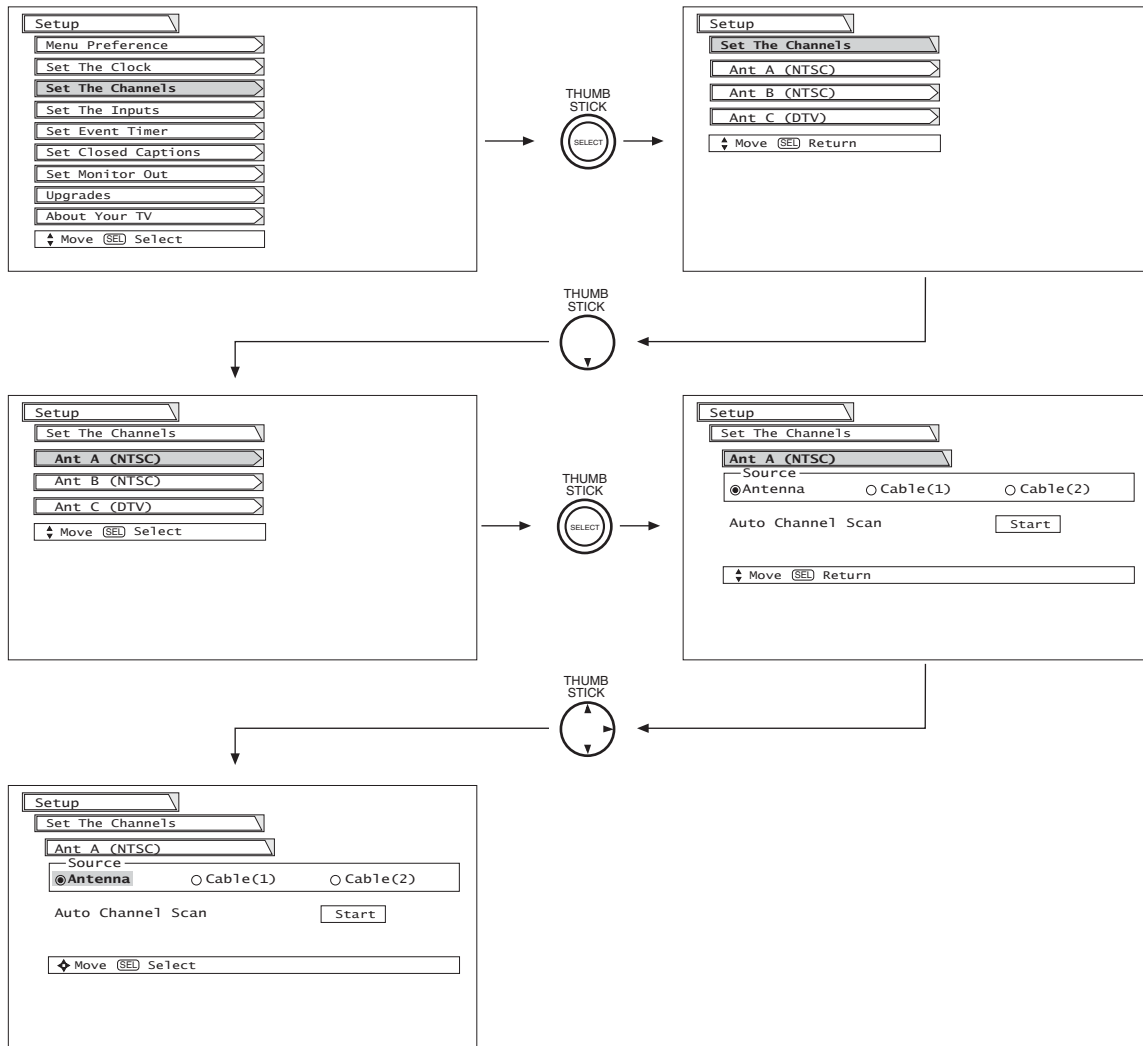 Setup
Menu Preference
Set The Clock
Set The Channels
Set The Inputs
Set Event Timer
Set Closed Captions
Set Monitor Out
Upgrades
About Your TV
Move SEL Select
THUMB
STICK
SELECT
Setup
Set The Channels
Ant A (NTSC)
Ant B (NTSC)
Ant C (DTV)
Move SEL Return
THUMB
STICK
Setup
Set The Channels
Ant A (NTSC)
Ant B (NTSC)
Ant C (DTV)
Move SEL Select
THUMB
STICK
SELECT
Setup
Set The Channels
Ant A (NTSC)
Source
Antenna Cable(1) Cable(2)
Auto Channel Scan Start
Move SEL Return
THUMB
STICK
Setup
Set The Channels
Ant A (NTSC)
Source
Antenna Cable(1) Cable(2)
Auto Channel Scan Start
Move SEL Select